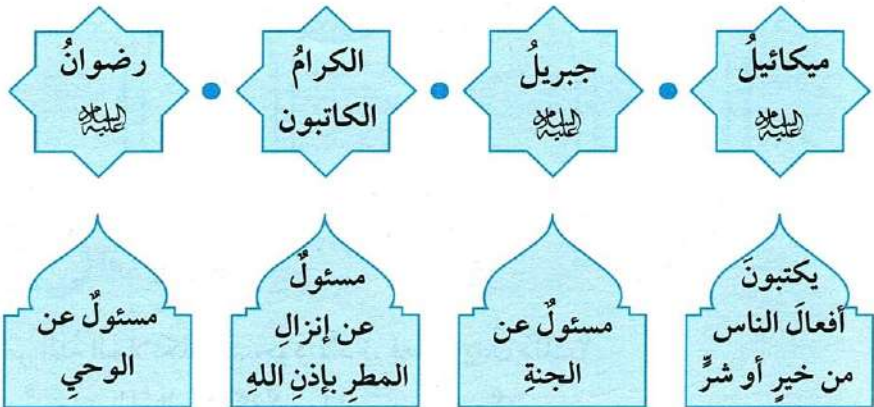 ميكائيلُ
عليه السلام
جبريلُ
عليه السلام
الكرامُ
الكاتبون
رضوانُ
عليه السلام
يكتبونَ
أفعالَ الناس
من خيرٍ أو شرٍّ
مسئولٌ عن
الجنةِ
مسئولٌ
عن إنزالِ
المطرِ بإذنِ اللهِ
مسئولٌ عن
الوحيِ